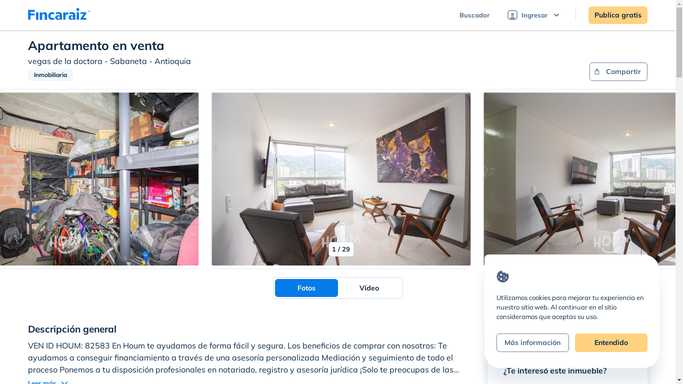 Fincaraiz
Buscador
Ingresar
Publica gratis
Apartamento en venta
vegas de la doctora - Sabaneta - Antioquia
Inmobiliaria
Compartir
1 / 29
Fotos
Video
Descripción general
VEN ID HOUM: 82583 En Houm te ayudamos de forma fácil y segura. Los beneficios de comprar con nosotros: Te
ayudamos a conseguir financiamiento a través de una asesoría personalizada Mediación y seguimiento de todo el
proceso Ponemos a tu disposición profesionales en notariado, registro y asesoría jurídica ¡Solo te preocupas de las...
Leer más
Utilizamos cookies para mejorar tu experiencia en
nuestro sitio web. Al continuar en el sitio
consideramos que aceptas su uso.
Más información
Entendido
¿Te interesó este inmueble?